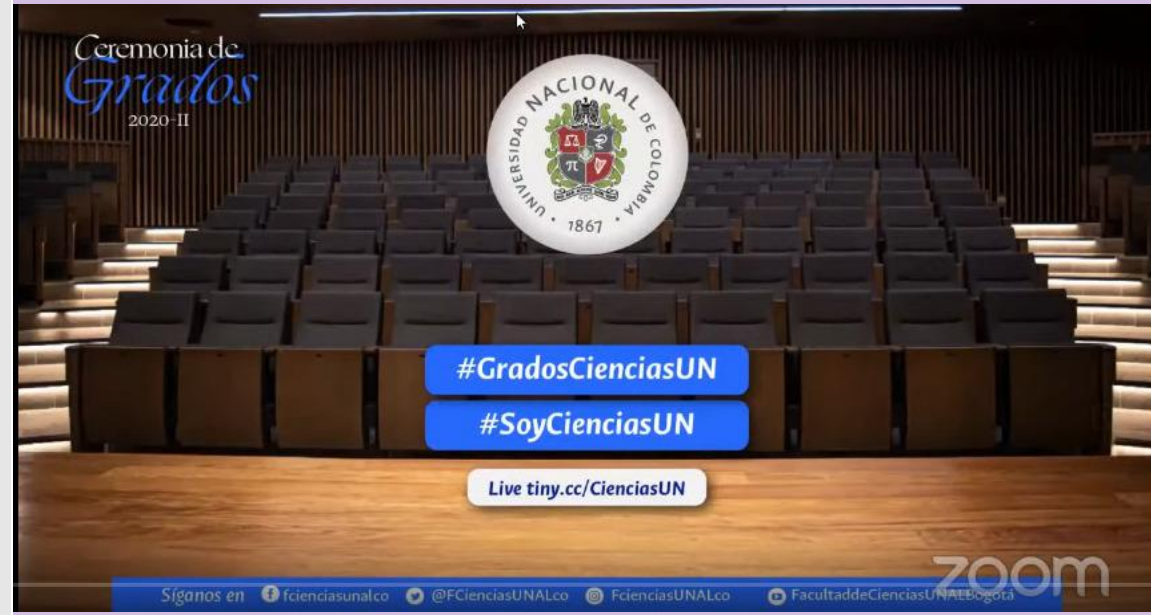 Ceremonia de
Grados
2020-II
UNIVERSIDAD NACIONAL DE COLOMBIA
1867
π
#GradosCienciasUN
#SoyCienciasUN
Live tiny.cc/CienciasUN
zoom
Síganos en fcienciasunalco @FCienciasUNALco FcienciasUNALco FacultaddeCienciasUNALBogotá